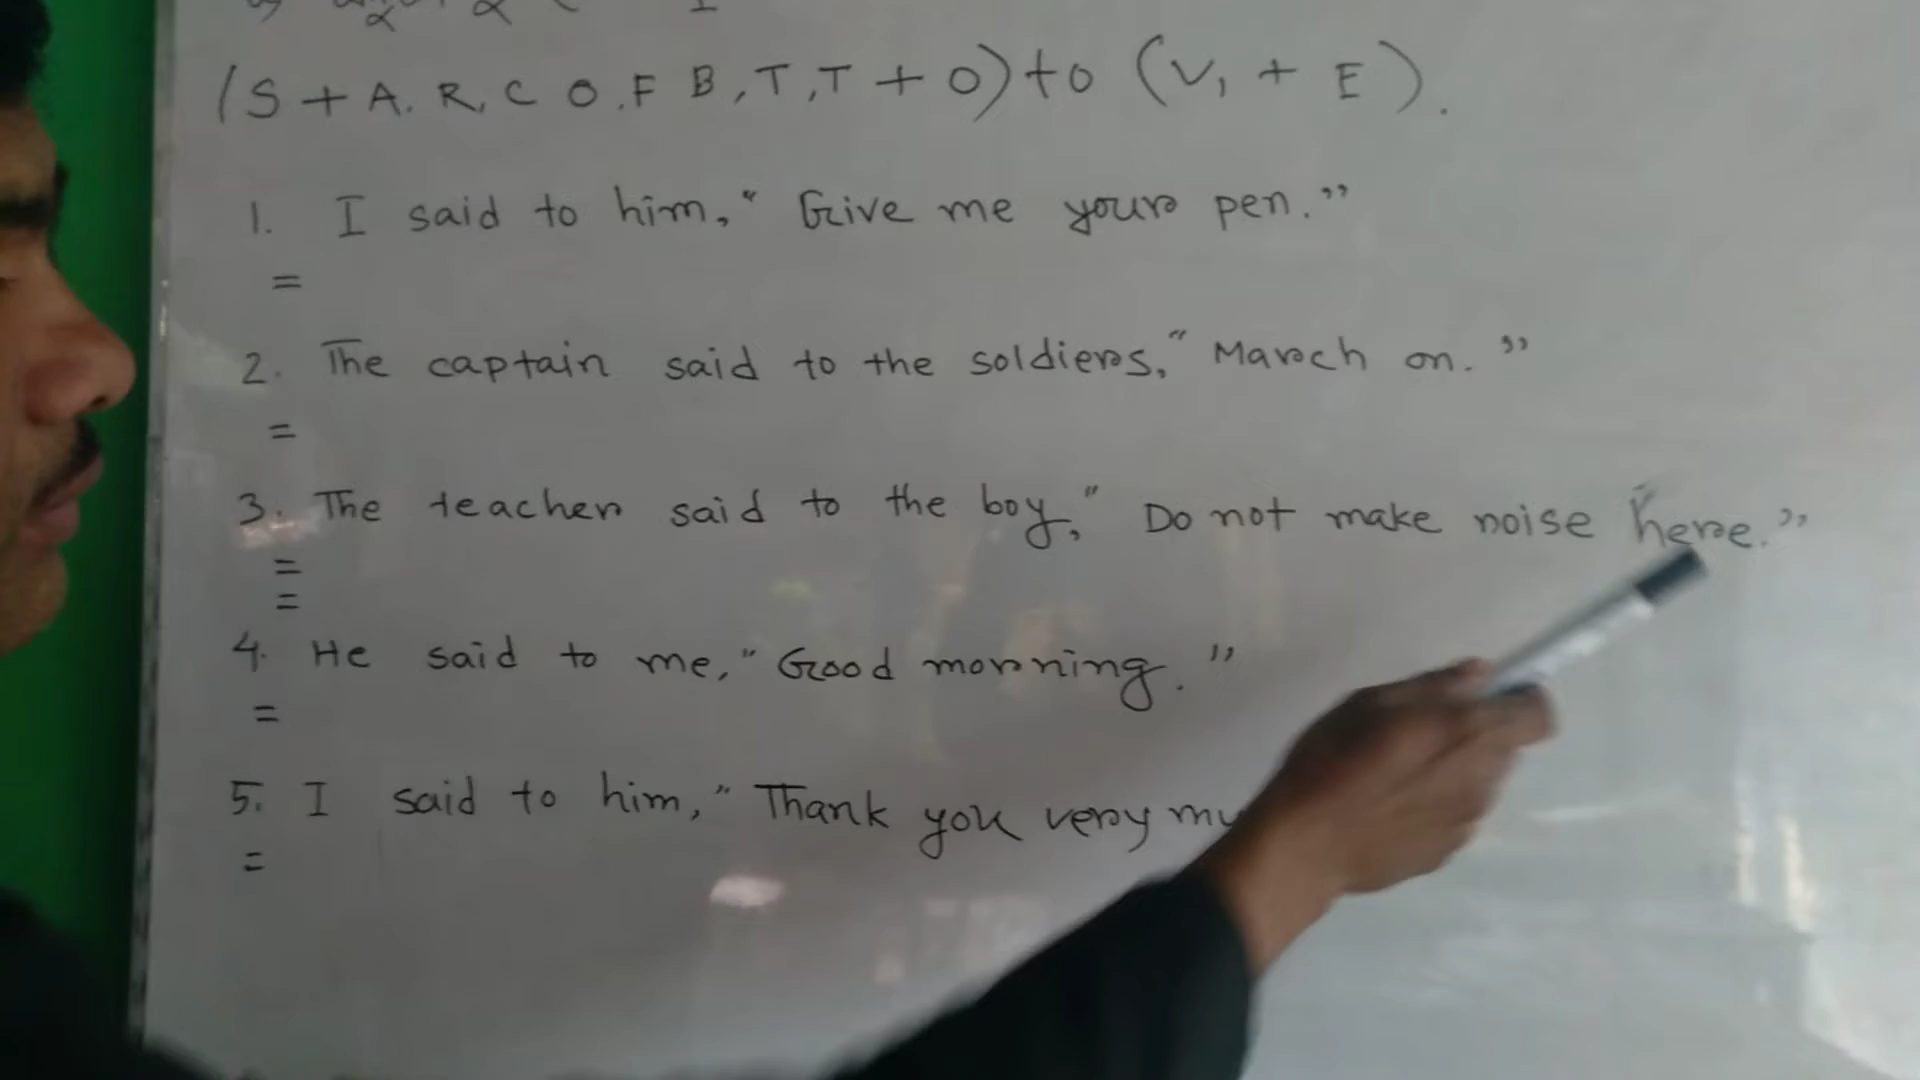 (S + A. R, C O.F B,T,T + O) to (V, + E).
1. I said to him, "Give me your pen."
=
2. The captain said to the soldiers, "March on."
=
3. The teacher said to the boy, "Do not make noise here."
=
=
4. He said to me, "Good morning."
=
5. I said to him, "Thank you very mu
=